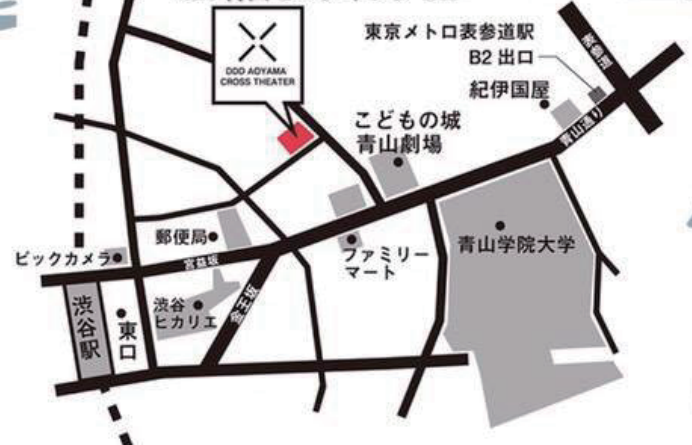 DDD AOYAMA
CROSS THEATER
東京メトロ表参道駅
B2 出口
表参道
紀伊国屋
青山通り
こどもの城
青山劇場
郵便局
ビックカメラ
宮益坂
ファミリー
マート
青山学院大学
渋谷
ヒカリエ
金王坂
渋谷駅
東口